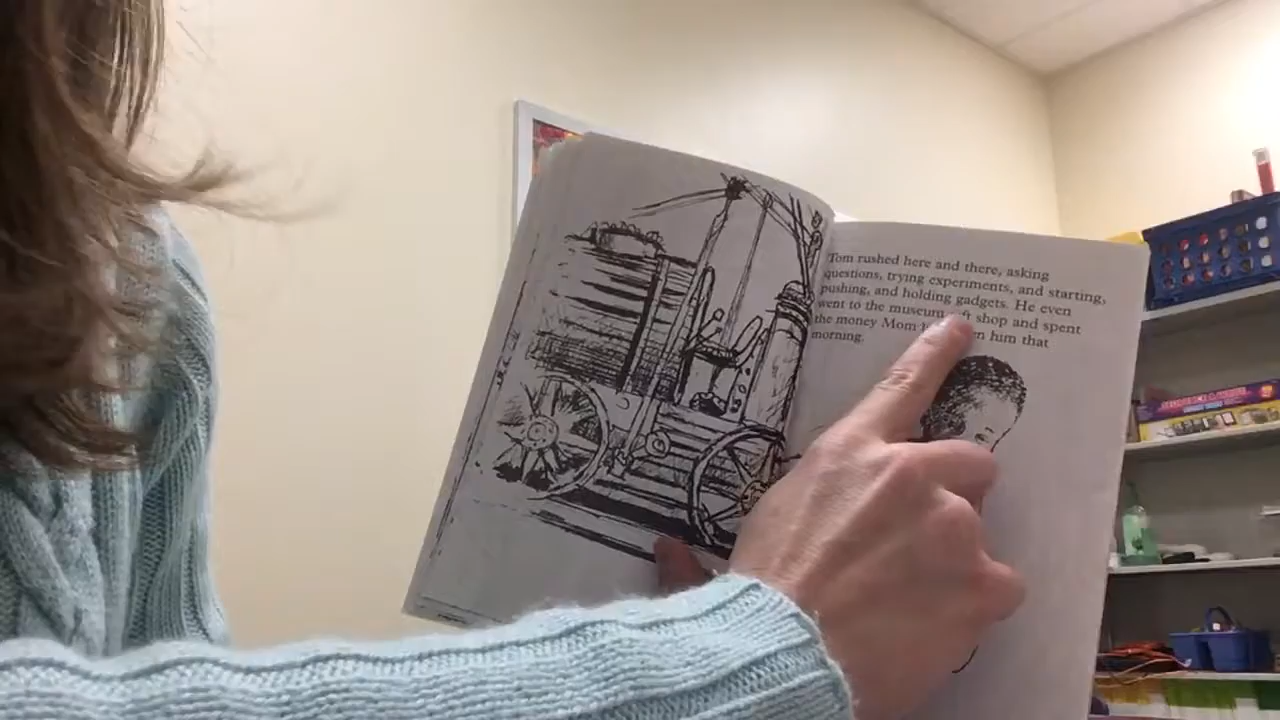 Tom rushed here and there, asking
questions, trying experiments, and starting,
pushing, and holding gadgets. He even
went to the museum shop and spent
the money Mom him that
morning.